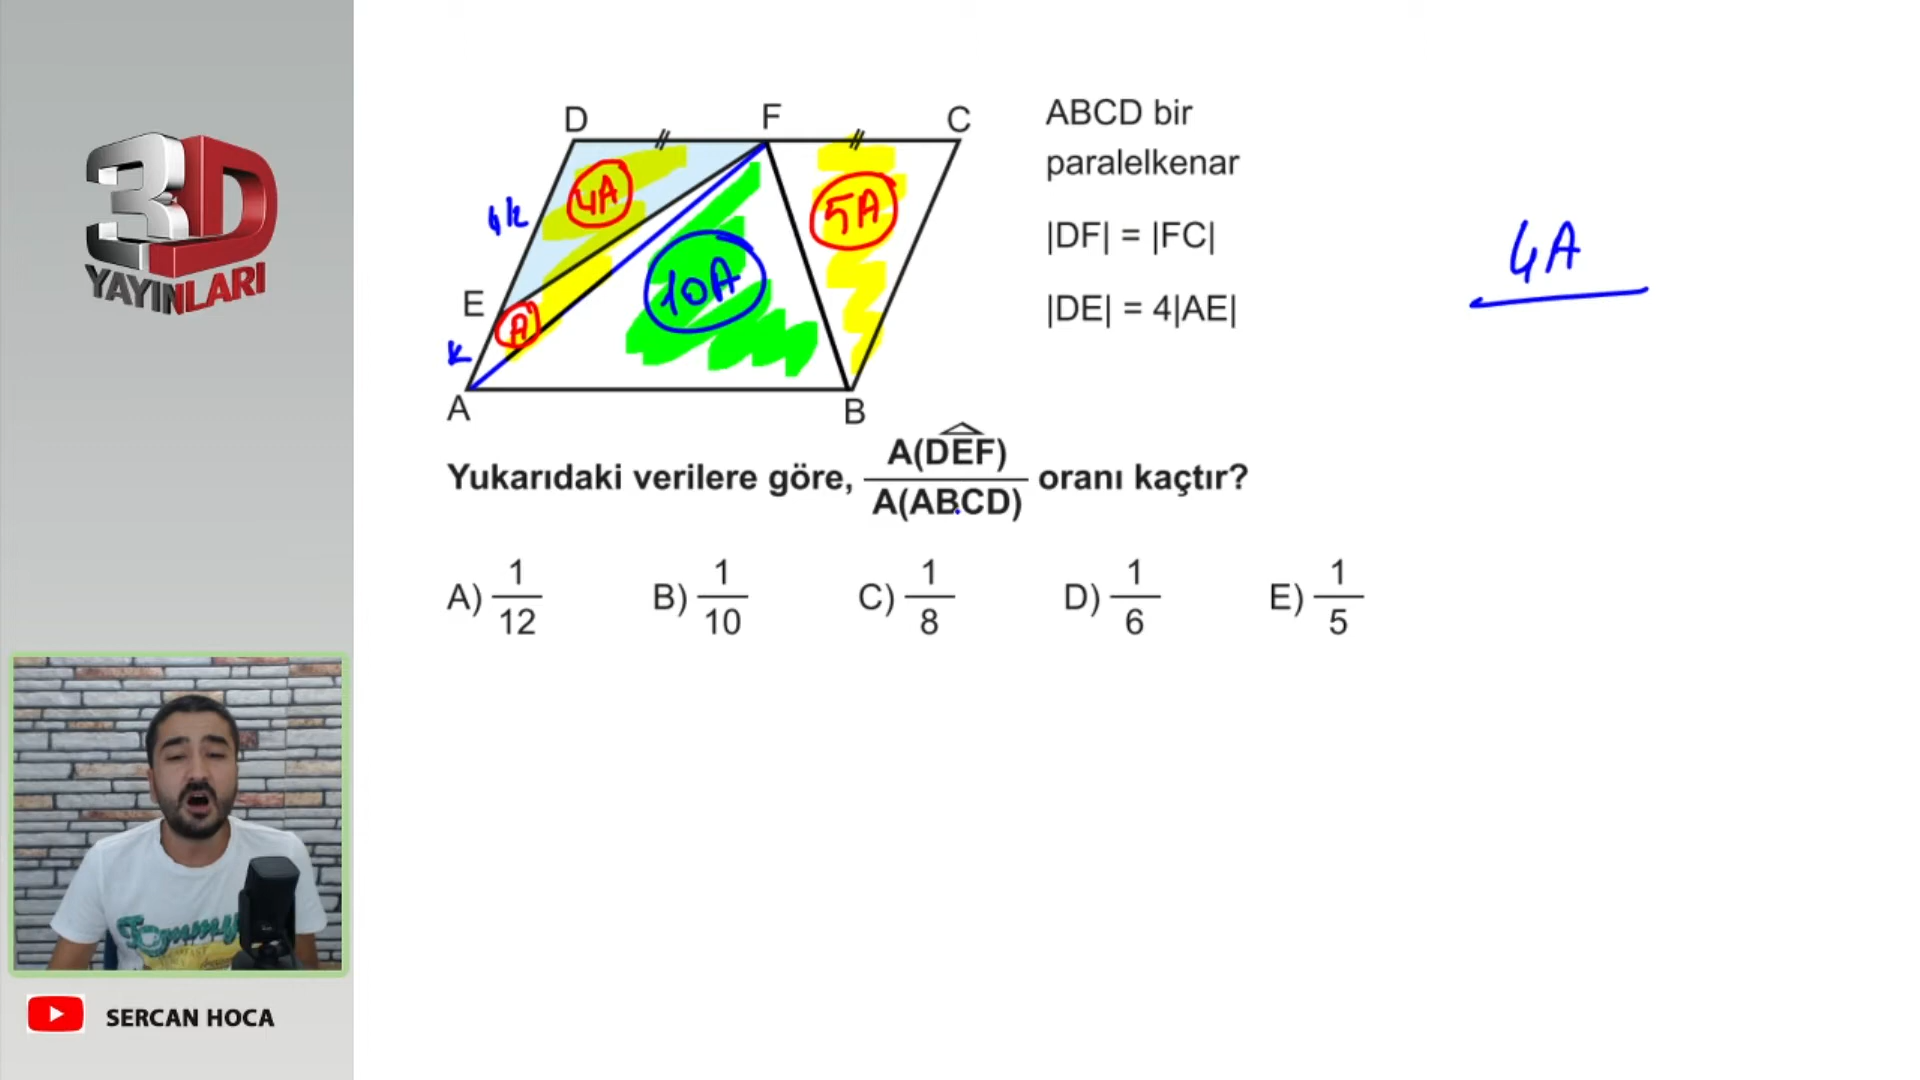 3D
YAYINLARI
D F C
4k
4A
5A
10A
E
A
k
A B
ABCD bir
paralelkenar
|DF| = |FC|
|DE| = 4|AE|
4A
Yukarıdaki verilere göre, A(DEF) / A(ABCD) oranı kaçtır?
A) 1/12 B) 1/10 C) 1/8 D) 1/6 E) 1/5
Tommy
SERCAN HOCA